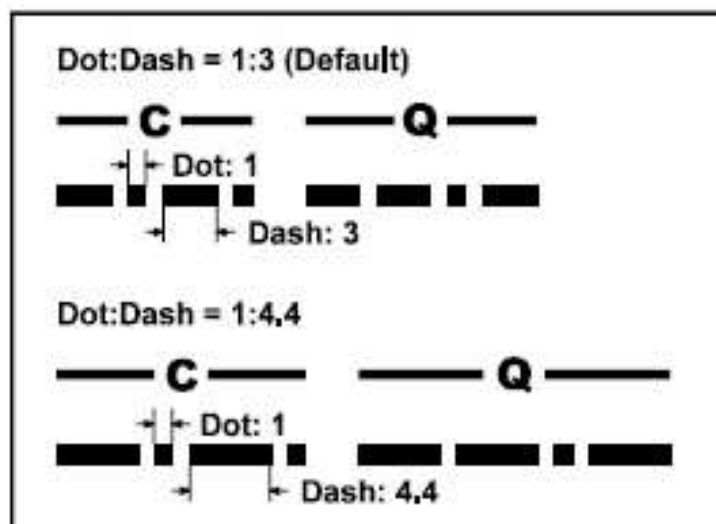 Dot:Dash = 1:3 (Default)
C Q
Dot: 1
Dash: 3
Dot:Dash = 1:4.4
C Q
Dot: 1
Dash: 4.4